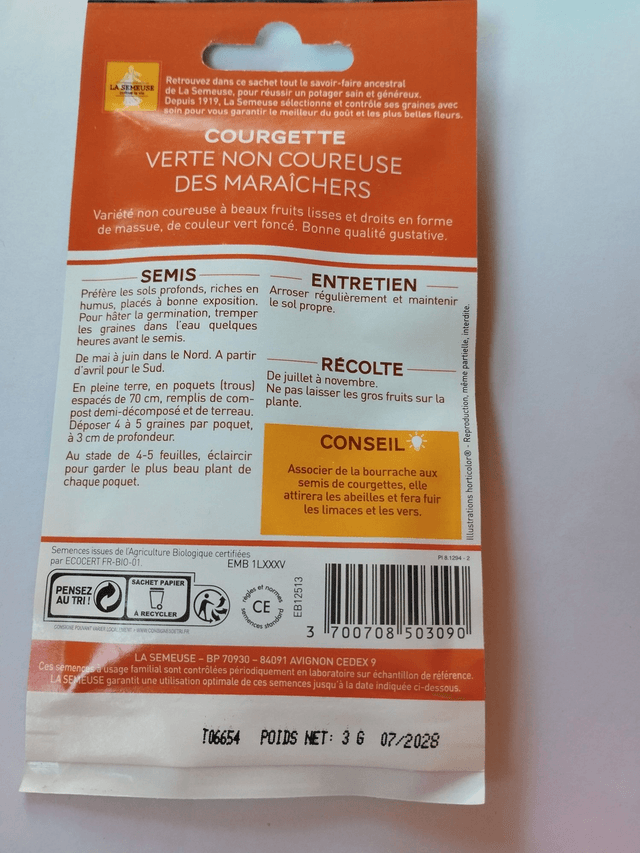 LA SEMEUSE
Retrouvez dans ce sachet tout le savoir-faire ancestral
de La Semeuse, pour réussir un potager sain et généreux.
Depuis 1919, La Semeuse sélectionne et contrôle ses graines avec
soin pour vous garantir le meilleur du goût et les plus belles fleurs.
COURGETTE
VERTE NON COUREUSE
DES MARAÎCHERS
Variété non coureuse à beaux fruits lisses et droits en forme
de massue, de couleur vert foncé. Bonne qualité gustative.
SEMIS
Préfère les sols profonds, riches en
humus, placés à bonne exposition.
Pour hâter la germination, tremper
les graines dans l'eau quelques
heures avant le semis.
De mai à juin dans le Nord. A partir
d'avril pour le Sud.
En pleine terre, en poquets (trous)
espacés de 70 cm, remplis de com-
post demi-décomposé et de terreau.
Déposer 4 à 5 graines par poquet,
à 3 cm de profondeur.
Au stade de 4-5 feuilles, éclaircir
pour garder le plus beau plant de
chaque poquet.
ENTRETIEN
Arroser régulièrement et maintenir
le sol propre.
RÉCOLTE
De juillet à novembre.
Ne pas laisser les gros fruits sur la
plante.
CONSEIL
Associer de la bourrache aux
semis de courgettes, elle
attirera les abeilles et fera fuir
les limaces et les vers.
Illustrations horticolor® - Reproduction, même partielle, interdite.
Semences issues de l'Agriculture Biologique certifiées
par ECOCERT FR-BIO-01.
EMB 1LXXXV
PI 8.1294 - 2
PENSEZ
AU TRI !
SACHET PAPIER
À RECYCLER
règles et normes
CE
semences standard
EB12513
3 700708 503090
LA SEMEUSE – BP 70930 – 84091 AVIGNON CEDEX 9
Ces semences à usage familial sont contrôlées périodiquement en laboratoire sur échantillon de référence.
LA SEMEUSE garantit une utilisation optimale de ces semences jusqu'à la date indiquée ci-dessous.
T06654 POIDS NET: 3 G 07/2028